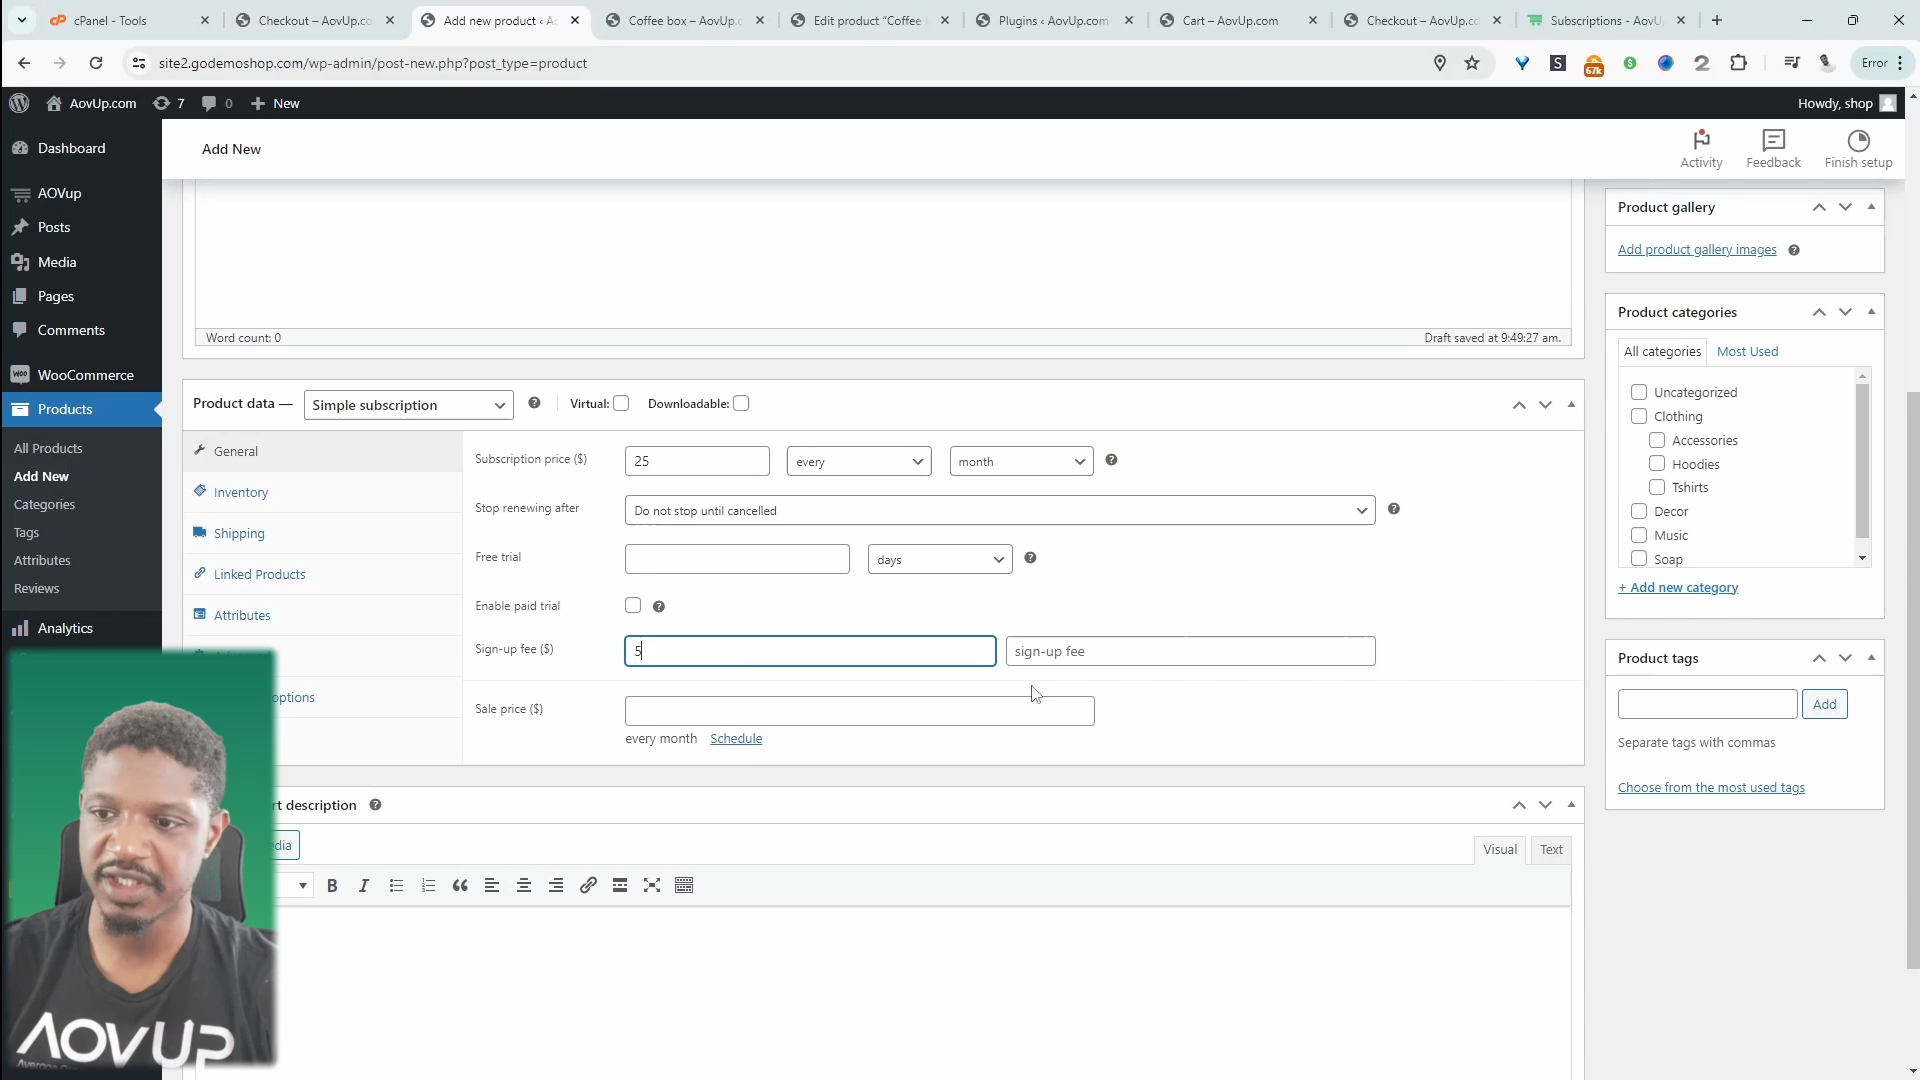 cPanel - Tools
Checkout – AovUp.co
Add new product ‹ A
Coffee box – AovUp.c
Edit product “Coffee
Plugins ‹ AovUp.com
Cart – AovUp.com
Checkout – AovUp.co
Subscriptions - AovU
site2.godemoshop.com/wp-admin/post-new.php?post_type=product
67k
Error
AovUp.com
7
0
New
Howdy, shop
Dashboard
AOVup
Posts
Media
Pages
Comments
WooCommerce
Products
All Products
Add New
Categories
Tags
Attributes
Reviews
Analytics
Add New
Activity
Feedback
Finish setup
Word count: 0
Draft saved at 9:49:27 am.
Product data —
Simple subscription
Virtual:
Downloadable:
General
Inventory
Shipping
Linked Products
Attributes
options
Subscription price ($)
25
every
month
Stop renewing after
Do not stop until cancelled
Free trial
days
Enable paid trial
Sign-up fee ($)
5
sign-up fee
Sale price ($)
every month
Schedule
rt description
dia
Visual
Text
Product gallery
Add product gallery images
Product categories
All categories
Most Used
Uncategorized
Clothing
Accessories
Hoodies
Tshirts
Decor
Music
Soap
+ Add new category
Product tags
Add
Separate tags with commas
Choose from the most used tags
AOVUP